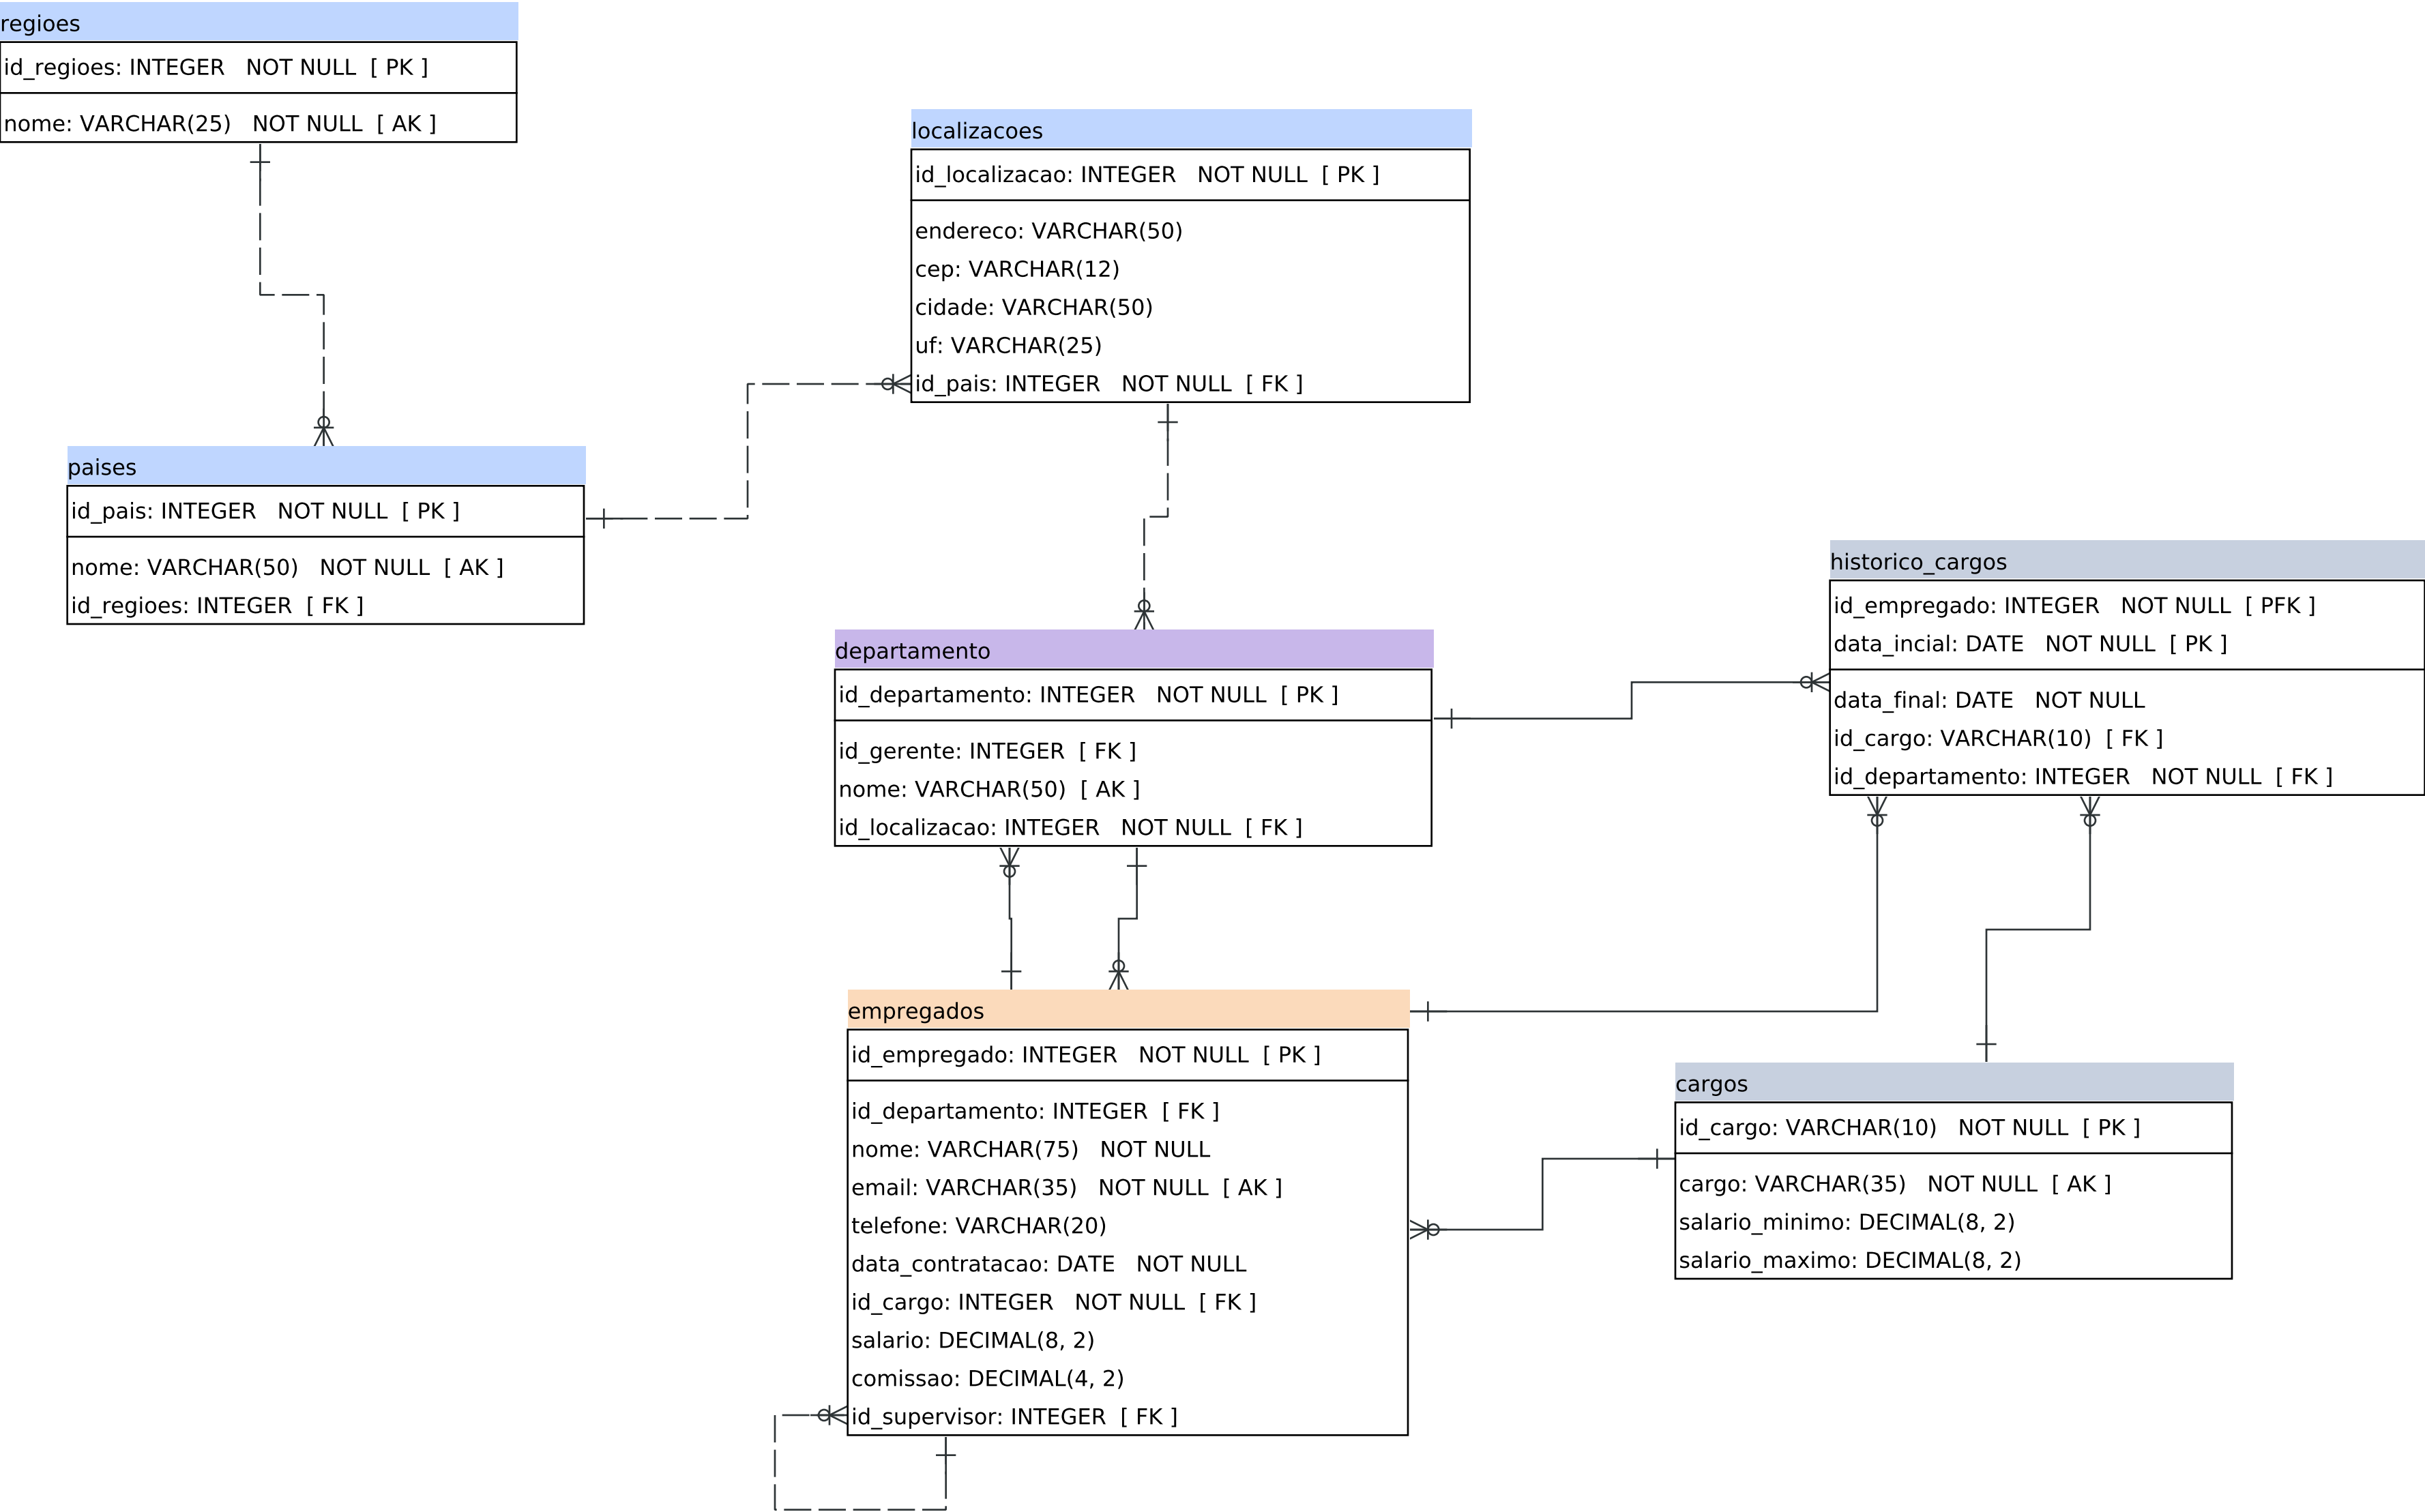 regioes
id_regioes: INTEGER NOT NULL [ PK ]
nome: VARCHAR(25) NOT NULL [ AK ]
localizacoes
id_localizacao: INTEGER NOT NULL [ PK ]
endereco: VARCHAR(50)
cep: VARCHAR(12)
cidade: VARCHAR(50)
uf: VARCHAR(25)
id_pais: INTEGER NOT NULL [ FK ]
paises
id_pais: INTEGER NOT NULL [ PK ]
nome: VARCHAR(50) NOT NULL [ AK ]
id_regioes: INTEGER [ FK ]
historico_cargos
id_empregado: INTEGER NOT NULL [ PFK ]
data_incial: DATE NOT NULL [ PK ]
data_final: DATE NOT NULL
id_cargo: VARCHAR(10) [ FK ]
id_departamento: INTEGER NOT NULL [ FK ]
departamento
id_departamento: INTEGER NOT NULL [ PK ]
id_gerente: INTEGER [ FK ]
nome: VARCHAR(50) [ AK ]
id_localizacao: INTEGER NOT NULL [ FK ]
empregados
id_empregado: INTEGER NOT NULL [ PK ]
id_departamento: INTEGER [ FK ]
nome: VARCHAR(75) NOT NULL
email: VARCHAR(35) NOT NULL [ AK ]
telefone: VARCHAR(20)
data_contratacao: DATE NOT NULL
id_cargo: INTEGER NOT NULL [ FK ]
salario: DECIMAL(8, 2)
comissao: DECIMAL(4, 2)
id_supervisor: INTEGER [ FK ]
cargos
id_cargo: VARCHAR(10) NOT NULL [ PK ]
cargo: VARCHAR(35) NOT NULL [ AK ]
salario_minimo: DECIMAL(8, 2)
salario_maximo: DECIMAL(8, 2)